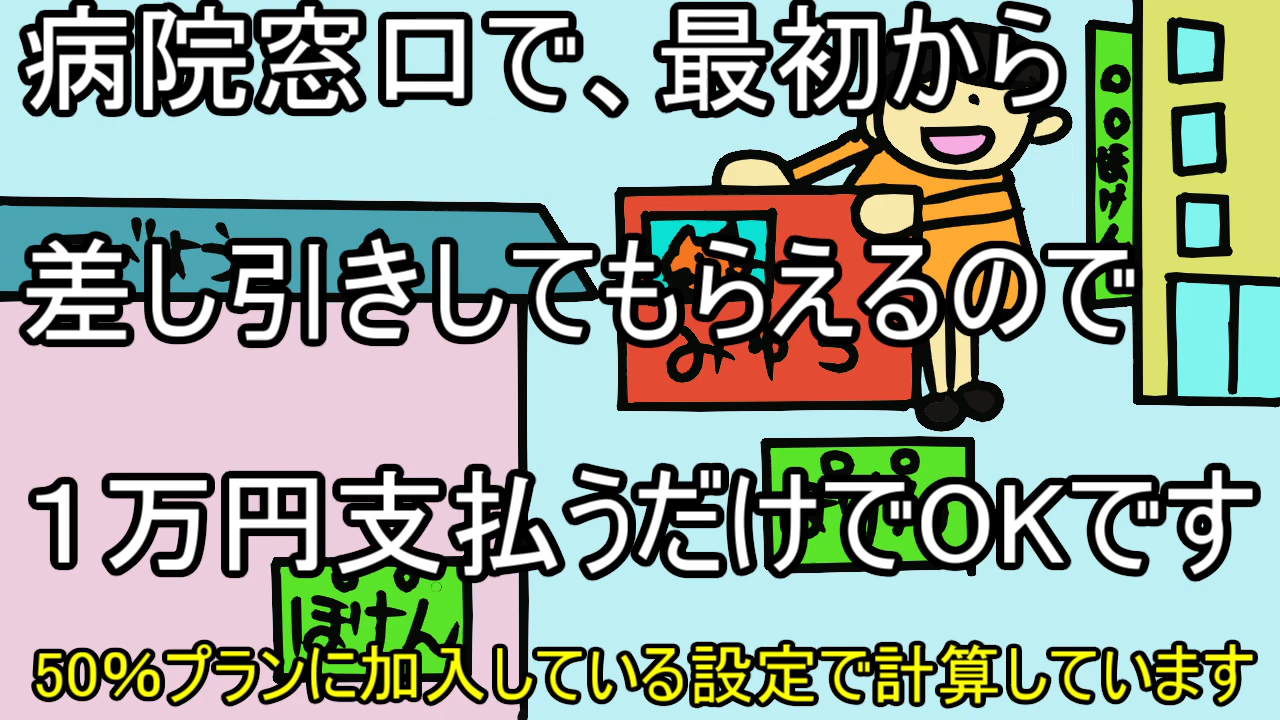 病院窓口で、最初から
差し引きしてもらえるので
１万円支払うだけでOKです
ほけん
50％プランに加入している設定で計算しています